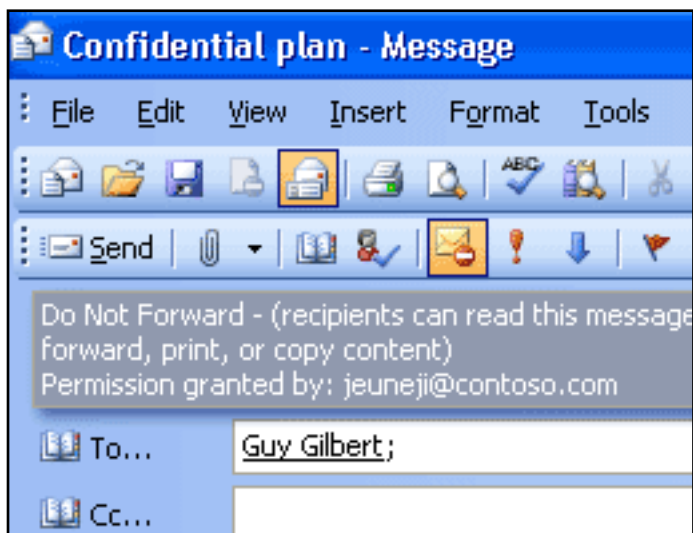 Confidential plan - Message
File Edit View Insert Format Tools
ABC
Send
Do Not Forward - (recipients can read this message
forward, print, or copy content)
Permission granted by: jeuneji@contoso.com
To... Guy Gilbert;
Cc...